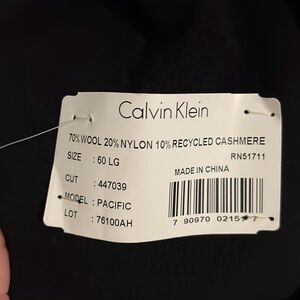 Calvin Klein
70% WOOL 20% NYLON 10% RECYCLED CASHMERE
SIZE : 60 LG RN51711
CUT : 447039 MADE IN CHINA
MODEL : PACIFIC
LOT : 76100AH
7 90970 0215